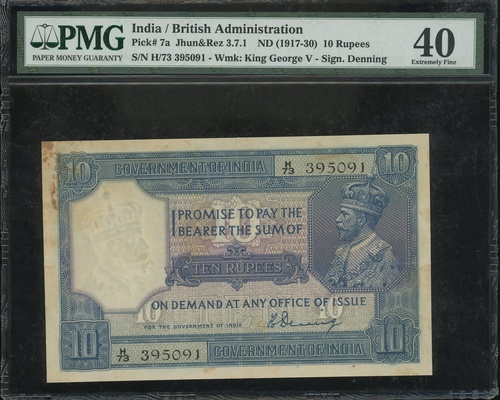 PMG
PAPER MONEY GUARANTY
India / British Administration
Pick# 7a Jhun&Rez 3.7.1 ND (1917-30) 10 Rupees
S/N H/73 395091 - Wmk: King George V - Sign. Denning
40
Extremely Fine
10 GOVERNMENT OF INDIA H/73 395091 10
I PROMISE TO PAY THE
BEARER THE SUM OF
10
TEN RUPEES
ON DEMAND AT ANY OFFICE OF ISSUE
10 FOR THE GOVERNMENT OF INDIA 10
10 H/73 395091 GOVERNMENT OF INDIA 10